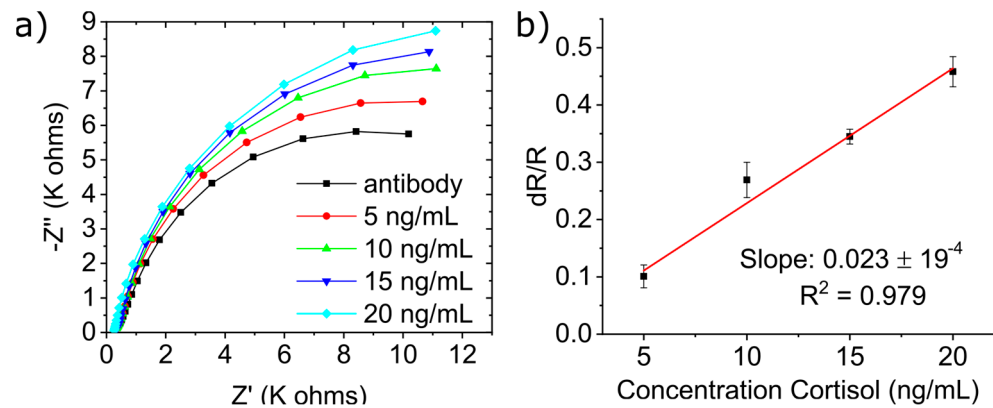 a)
9
8
7
6
5
4
3
2
1
0
-Z'' (K ohms)
antibody
5 ng/mL
10 ng/mL
15 ng/mL
20 ng/mL
0 2 4 6 8 10 12
Z' (K ohms)
b)
0.5
0.4
0.3
0.2
0.1
0.0
dR/R
Slope: 0.023 ± 19⁻⁴
R² = 0.979
5 10 15 20
Concentration Cortisol (ng/mL)